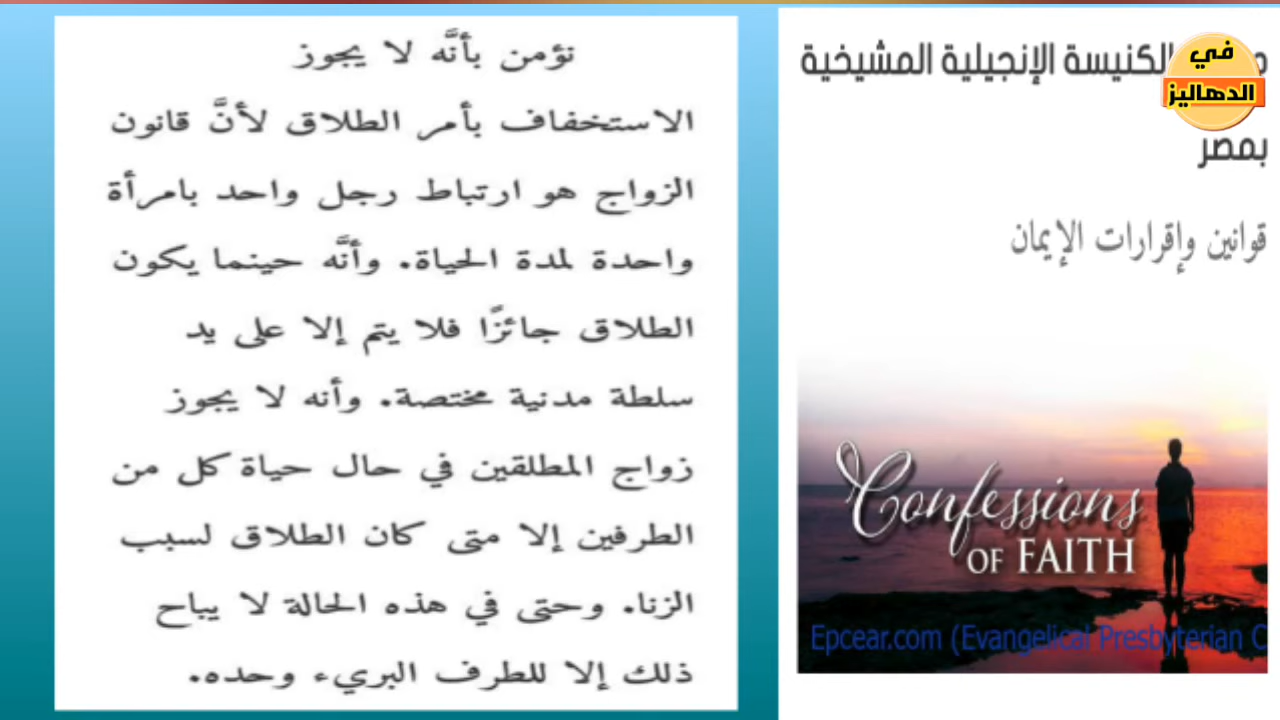 نؤمن بأنَّه لا يجوز
الاستخفاف بأمر الطلاق لأنَّ قانون
الزواج هو ارتباط رجل واحد بامرأة
واحدة لمدة الحياة. وأنَّه حينما يكون
الطلاق جائزًا فلا يتم إلا على يد
سلطة مدنية مختصة. وأنه لا يجوز
زواج المطلقين في حال حياة كل من
الطرفين إلا متى كان الطلاق لسبب
الزنا. وحتى في هذه الحالة لا يباح
ذلك إلا للطرف البريء وحده.
الكنيسة الإنجيلية المشيخية
بمصر
في
الدهاليز
قوانين وإقرارات الإيمان
Confessions
OF FAITH
Epcear.com (Evangelical Presbyterian C